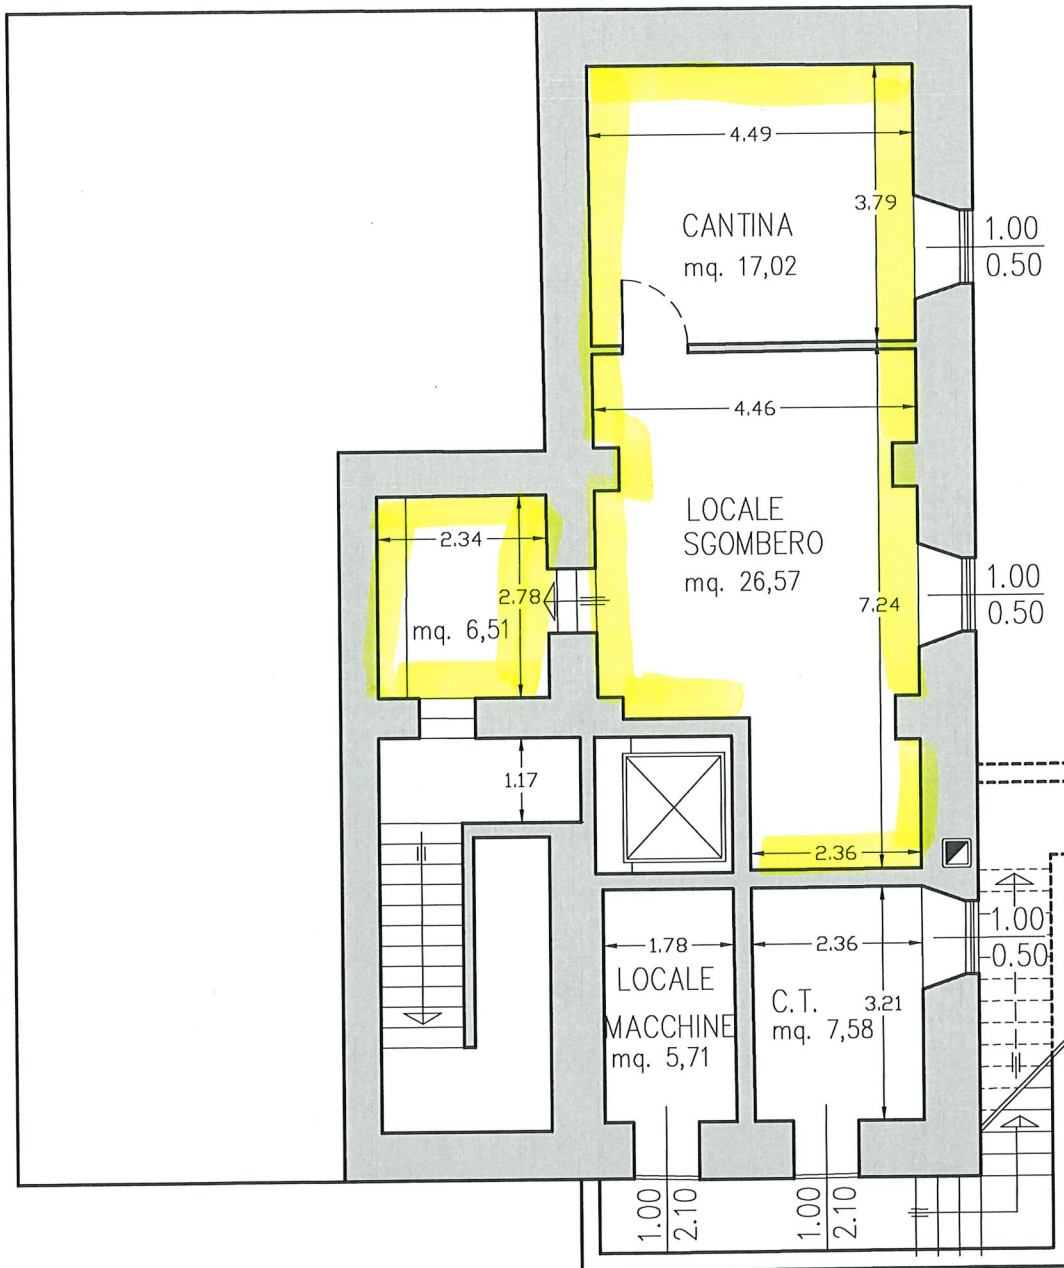 4.49
3.79
CANTINA
mq. 17,02
1.00
0.50
4.46
LOCALE
SGOMBERO
mq. 26,57
2.34
2.78
mq. 6,51
7.24
1.00
0.50
1.17
2.36
1.00
0.50
1.78
2.36
LOCALE
MACCHINE
mq. 5,71
C.T.
3.21
mq. 7,58
1.00
2.10
1.00
2.10